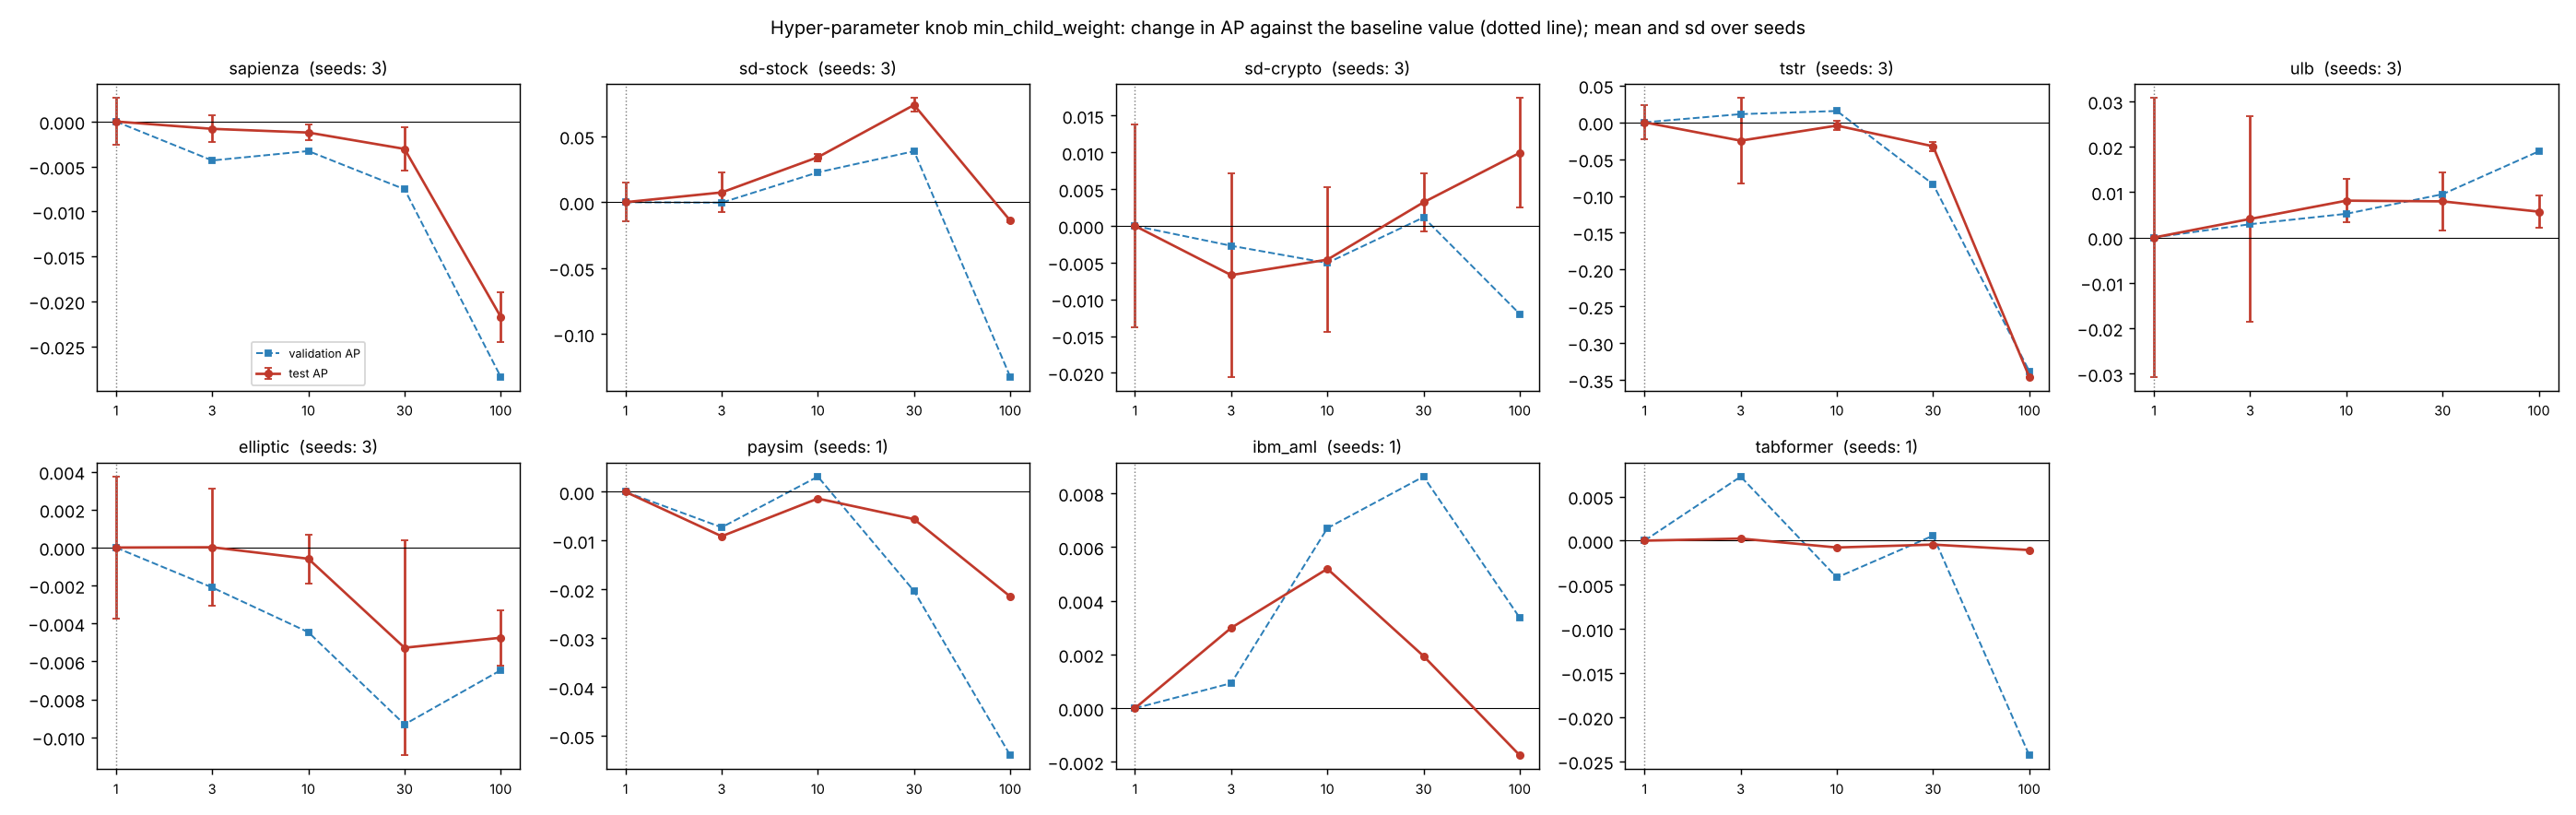 Hyper-parameter knob min_child_weight: change in AP against the baseline value (dotted line); mean and sd over seeds
sapienza (seeds: 3)
0.000
−0.005
−0.010
−0.015
−0.020
−0.025
validation AP
test AP
1 3 10 30 100
sd-stock (seeds: 3)
0.05
0.00
−0.05
−0.10
1 3 10 30 100
sd-crypto (seeds: 3)
0.015
0.010
0.005
0.000
−0.005
−0.010
−0.015
−0.020
1 3 10 30 100
tstr (seeds: 3)
0.05
0.00
−0.05
−0.10
−0.15
−0.20
−0.25
−0.30
−0.35
1 3 10 30 100
ulb (seeds: 3)
0.03
0.02
0.01
0.00
−0.01
−0.02
−0.03
1 3 10 30 100
elliptic (seeds: 3)
0.004
0.002
0.000
−0.002
−0.004
−0.006
−0.008
−0.010
1 3 10 30 100
paysim (seeds: 1)
0.00
−0.01
−0.02
−0.03
−0.04
−0.05
1 3 10 30 100
ibm_aml (seeds: 1)
0.008
0.006
0.004
0.002
0.000
−0.002
1 3 10 30 100
tabformer (seeds: 1)
0.005
0.000
−0.005
−0.010
−0.015
−0.020
−0.025
1 3 10 30 100